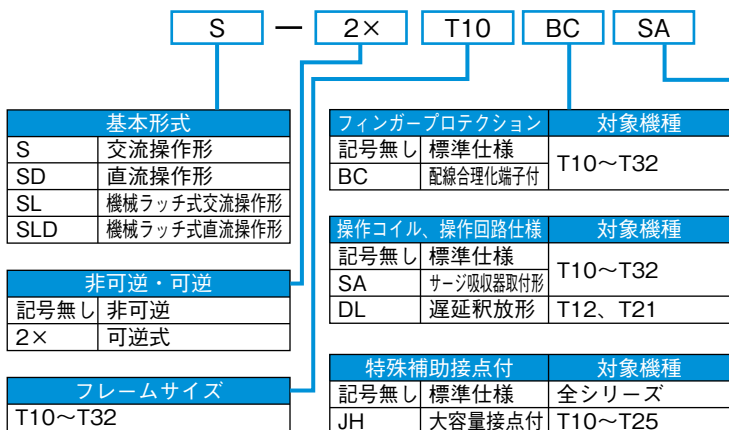 S — 2× T10 BC SA
基本形式
S 交流操作形
SD 直流操作形
SL 機械ラッチ式交流操作形
SLD 機械ラッチ式直流操作形
非可逆・可逆
記号無し 非可逆
2× 可逆式
フレームサイズ
T10～T32
フィンガープロテクション 対象機種
記号無し 標準仕様 T10～T32
BC 配線合理化端子付
操作コイル、操作回路仕様 対象機種
記号無し 標準仕様 T10～T32
SA サージ吸収器取付形
DL 遅延釈放形 T12、T21
特殊補助接点付 対象機種
記号無し 標準仕様 全シリーズ
JH 大容量接点付 T10～T25